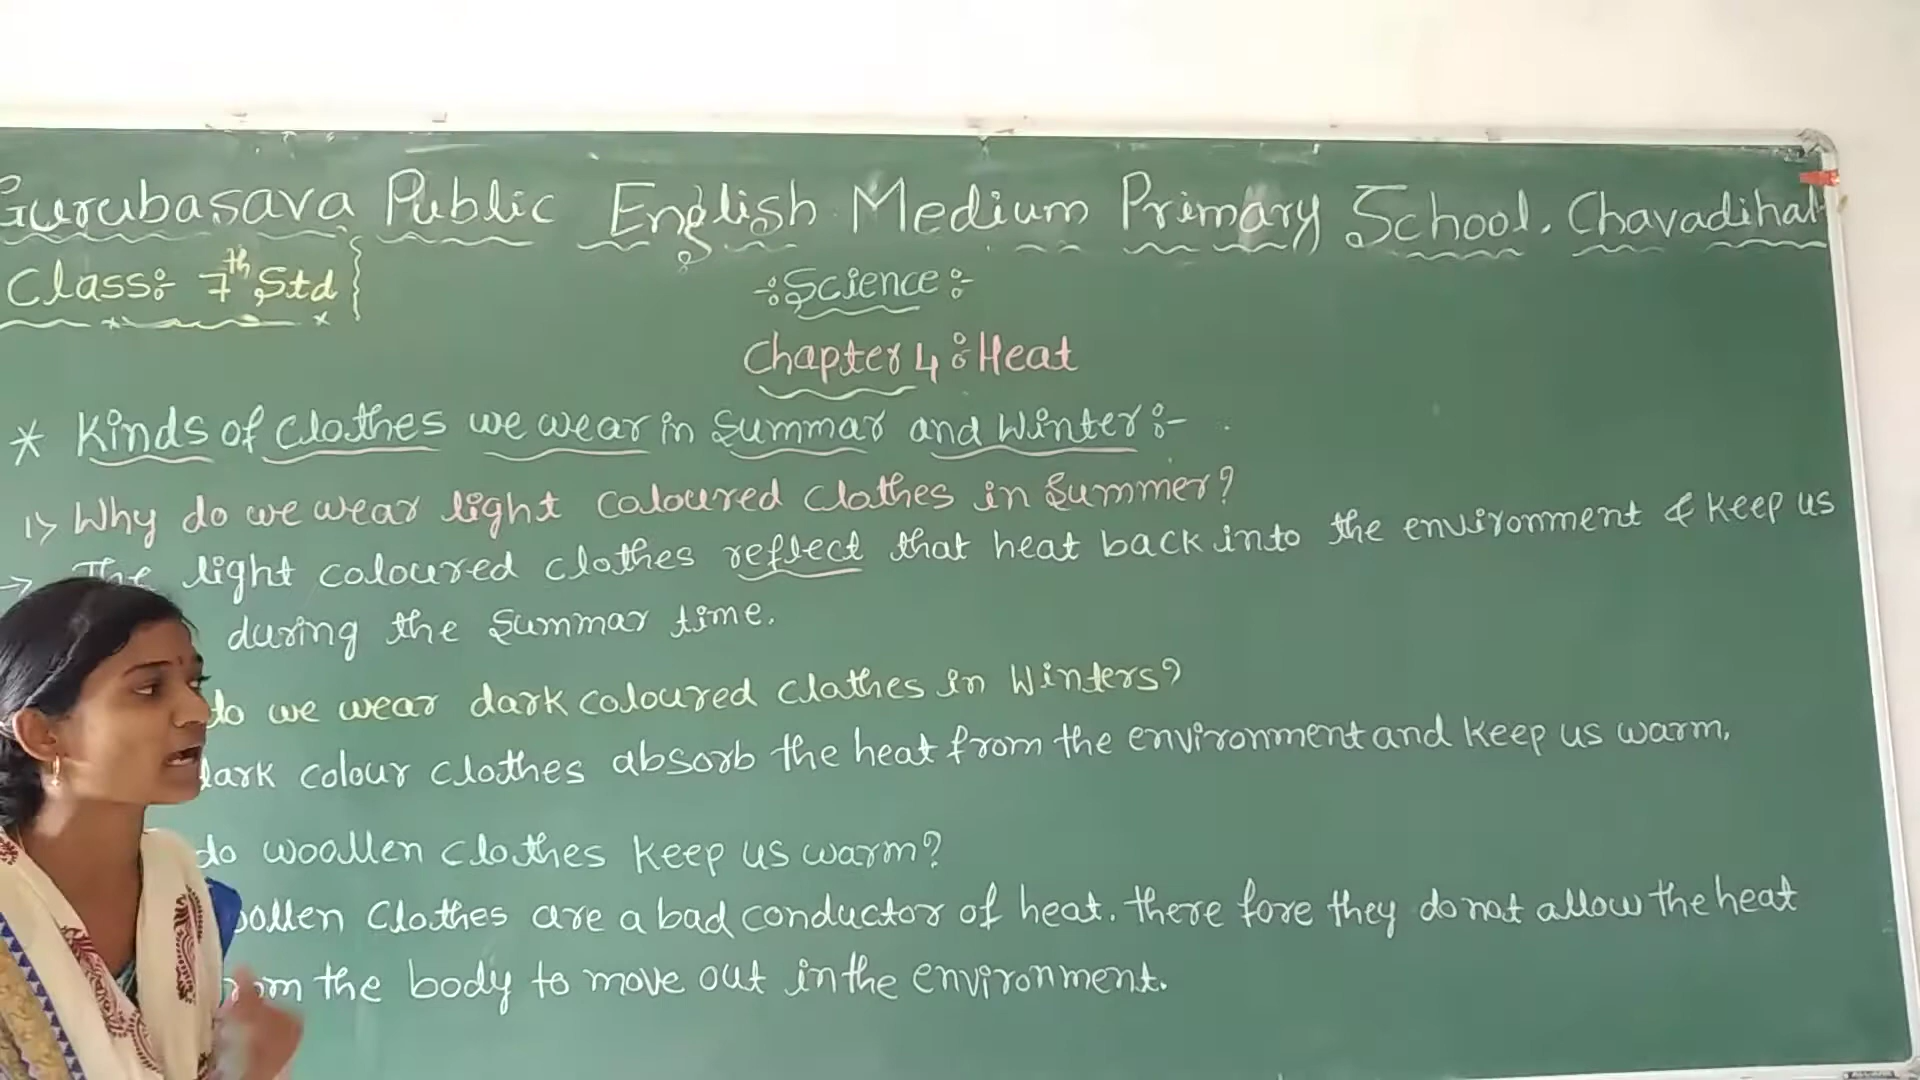 Gurubasava Public English Medium Primary School. Chavadihal
Class:- 7th Std
-:Science:-
Chapter 4 : Heat
* Kinds of clothes we wear in Summar and Winter:-
1> Why do we wear light coloured clothes in Summer?
→ The light coloured clothes reflect that heat back into the environment & keep us
during the Summar time.
do we wear dark coloured clathes in Winters?
dark colour clothes absorb the heat from the environment and keep us warm,
do woollen clothes keep us warm?
woollen Clothes are a bad conductor of heat. there fore they do not allow the heat
from the body to move out in the environment.